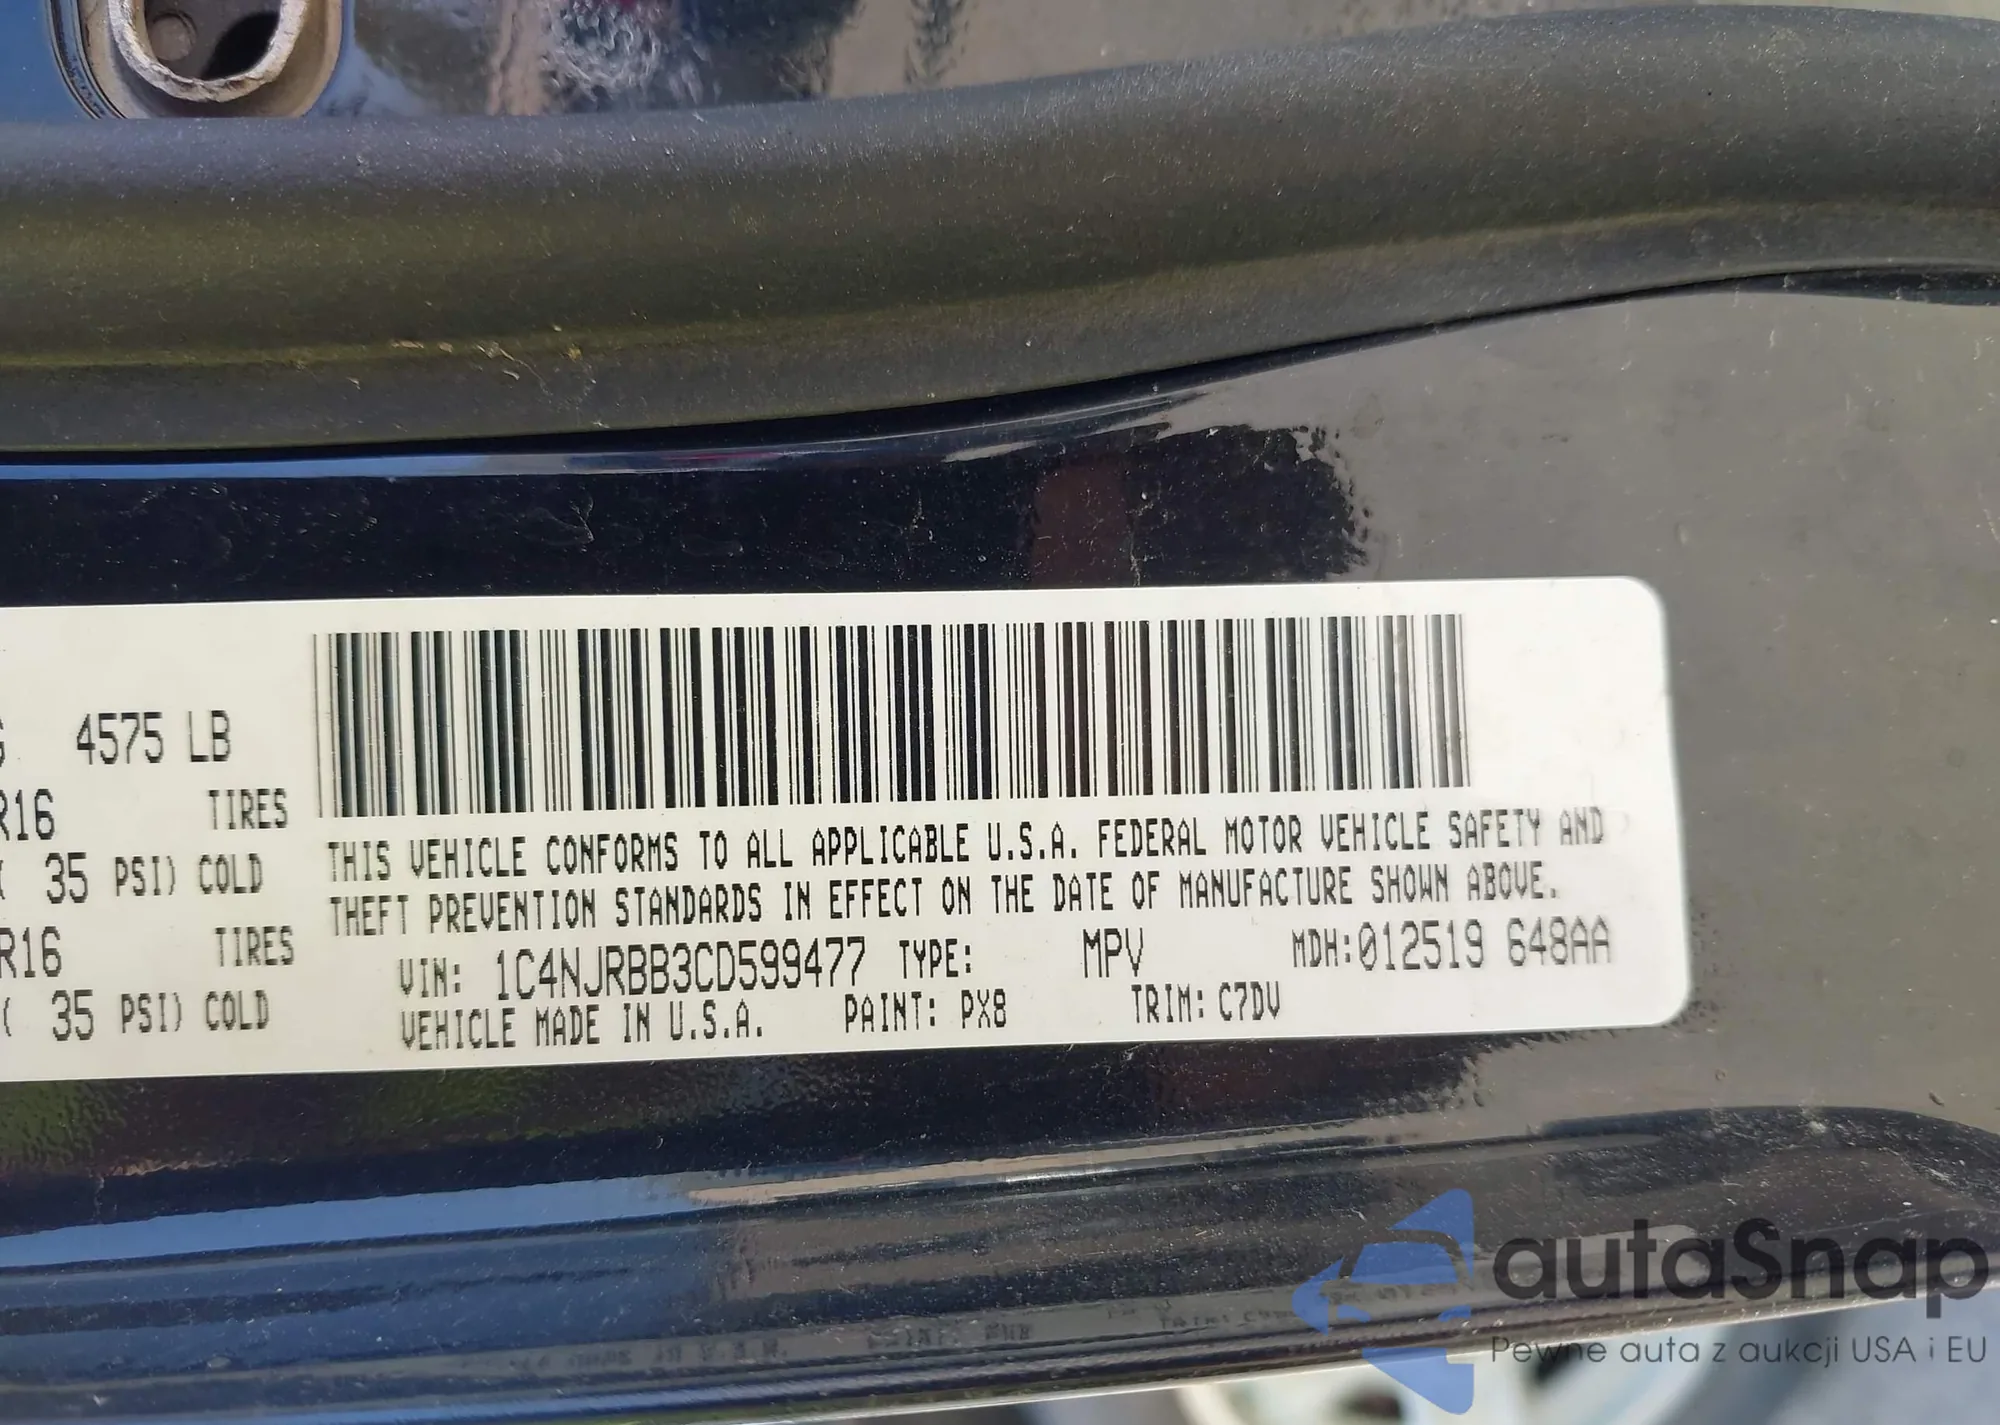 4575 LB
R16 TIRES
( 35 PSI) COLD
R16 TIRES
( 35 PSI) COLD
THIS VEHICLE CONFORMS TO ALL APPLICABLE U.S.A. FEDERAL MOTOR VEHICLE SAFETY AND
THEFT PREVENTION STANDARDS IN EFFECT ON THE DATE OF MANUFACTURE SHOWN ABOVE.
VIN: 1C4NJRBB3CD599477 TYPE: MPV MDH:012519 648AA
VEHICLE MADE IN U.S.A. PAINT: PX8 TRIM: C7DV
autaSnap
Pewne auta z aukcji USA i EU